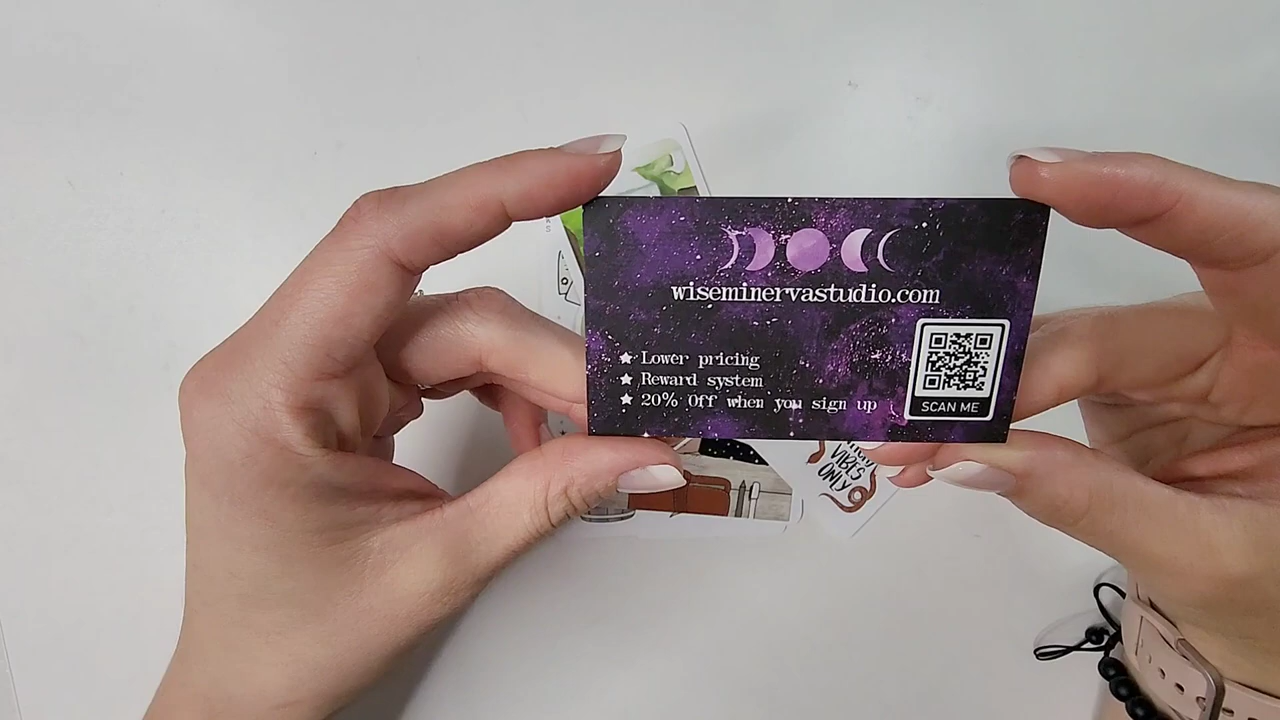 wiseminervastudio.com
Lower pricing
Reward system
20% Off when you sign up
SCAN ME
VIBES
ONLY